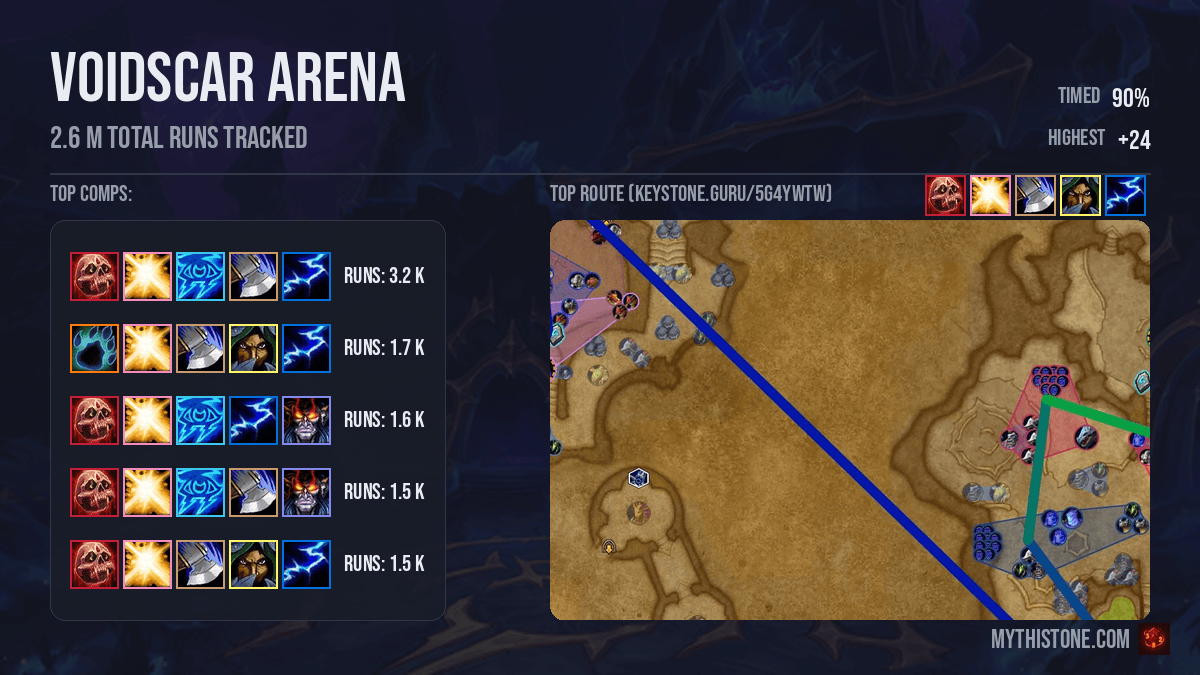 VOIDSCAR ARENA
2.6 M TOTAL RUNS TRACKED
TIMED 90%
HIGHEST +24
TOP COMPS:
TOP ROUTE (KEYSTONE.GURU/5G4YWTW)
RUNS: 3.2 K
RUNS: 1.7 K
RUNS: 1.6 K
RUNS: 1.5 K
RUNS: 1.5 K
MYTHISTONE.COM